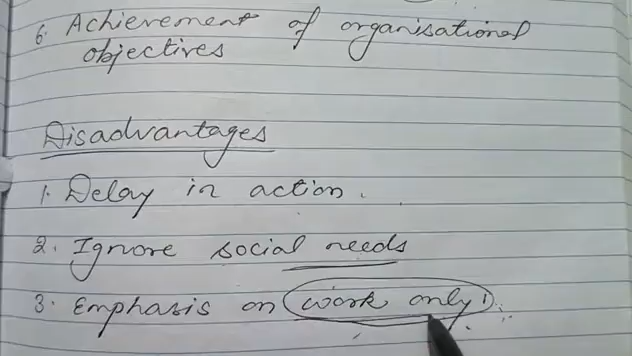 6. Achievement of organisational
objectives
Disadvantages
1. Delay in action.
2. Ignore social needs
3. Emphasis on work only.